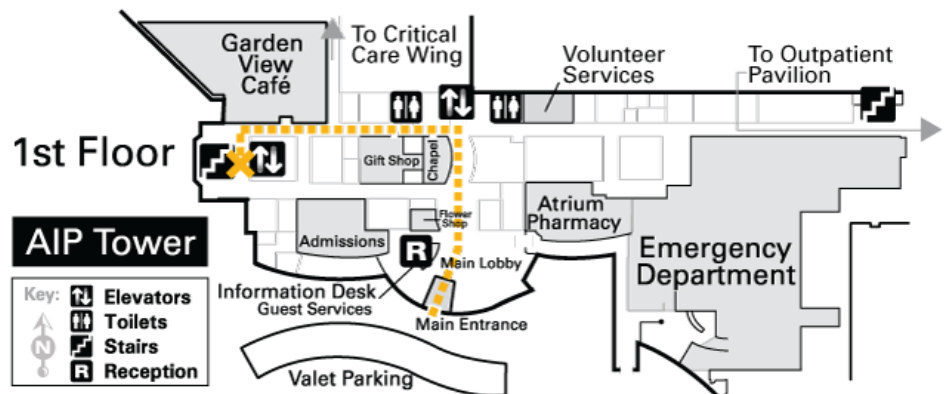 Garden
View
Café
To Critical
Care Wing
Volunteer
Services
To Outpatient
Pavilion
1st Floor
Gift Shop
Chapel
Flower
Shop
Atrium
Pharmacy
AIP Tower
Admissions
R
Main Lobby
Emergency
Department
Information Desk
Guest Services
Main Entrance
Key:
Elevators
Toilets
N
Stairs
R Reception
Valet Parking